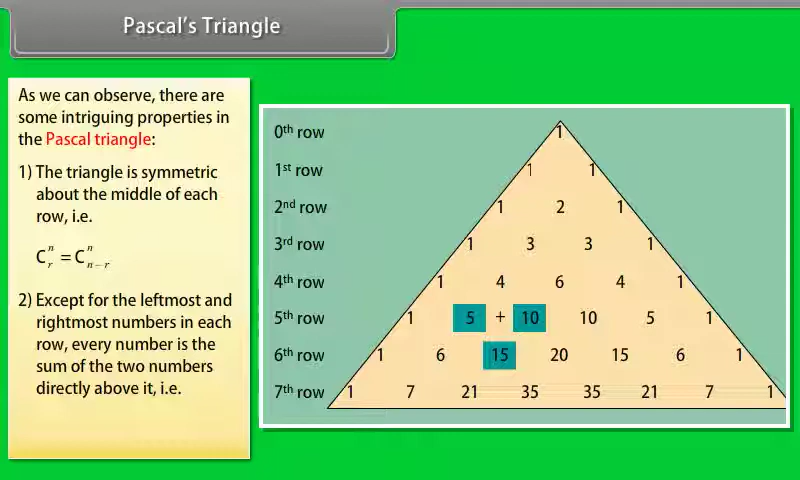 Pascal's Triangle
As we can observe, there are
some intriguing properties in
the Pascal triangle:
1) The triangle is symmetric
about the middle of each
row, i.e.
C^n_r = C^n_{n-r}
2) Except for the leftmost and
rightmost numbers in each
row, every number is the
sum of the two numbers
directly above it, i.e.
0th row 1
1st row 1 1
2nd row 1 2 1
3rd row 1 3 3 1
4th row 1 4 6 4 1
5th row 1 5 + 10 10 5 1
6th row 1 6 15 20 15 6 1
7th row 1 7 21 35 35 21 7 1